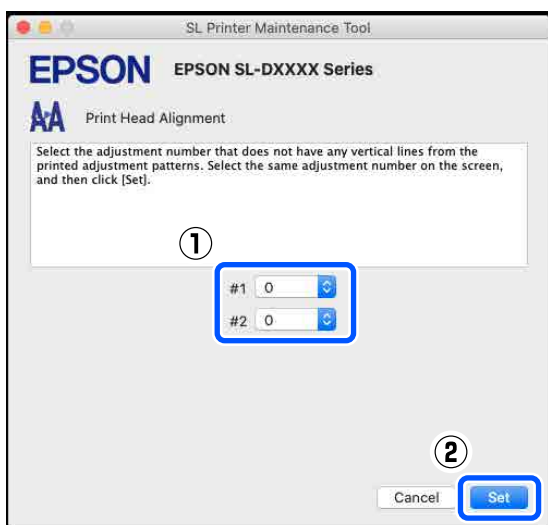 SL Printer Maintenance Tool
EPSON EPSON SL-DXXXX Series
Print Head Alignment
Select the adjustment number that does not have any vertical lines from the
printed adjustment patterns. Select the same adjustment number on the screen,
and then click [Set].
①
#1 0
#2 0
②
Cancel Set